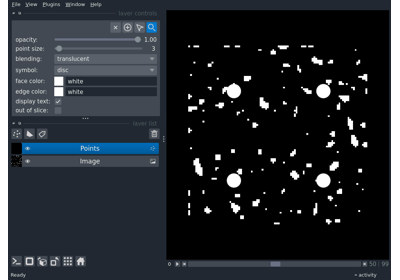 File View Plugins Window Help
layer controls
opacity: 1.00
point size: 3
blending: translucent
symbol: disc
face color: white
edge color: white
display text: ✓
out of slice:
layer list
Points
Image
50 99
Ready activity